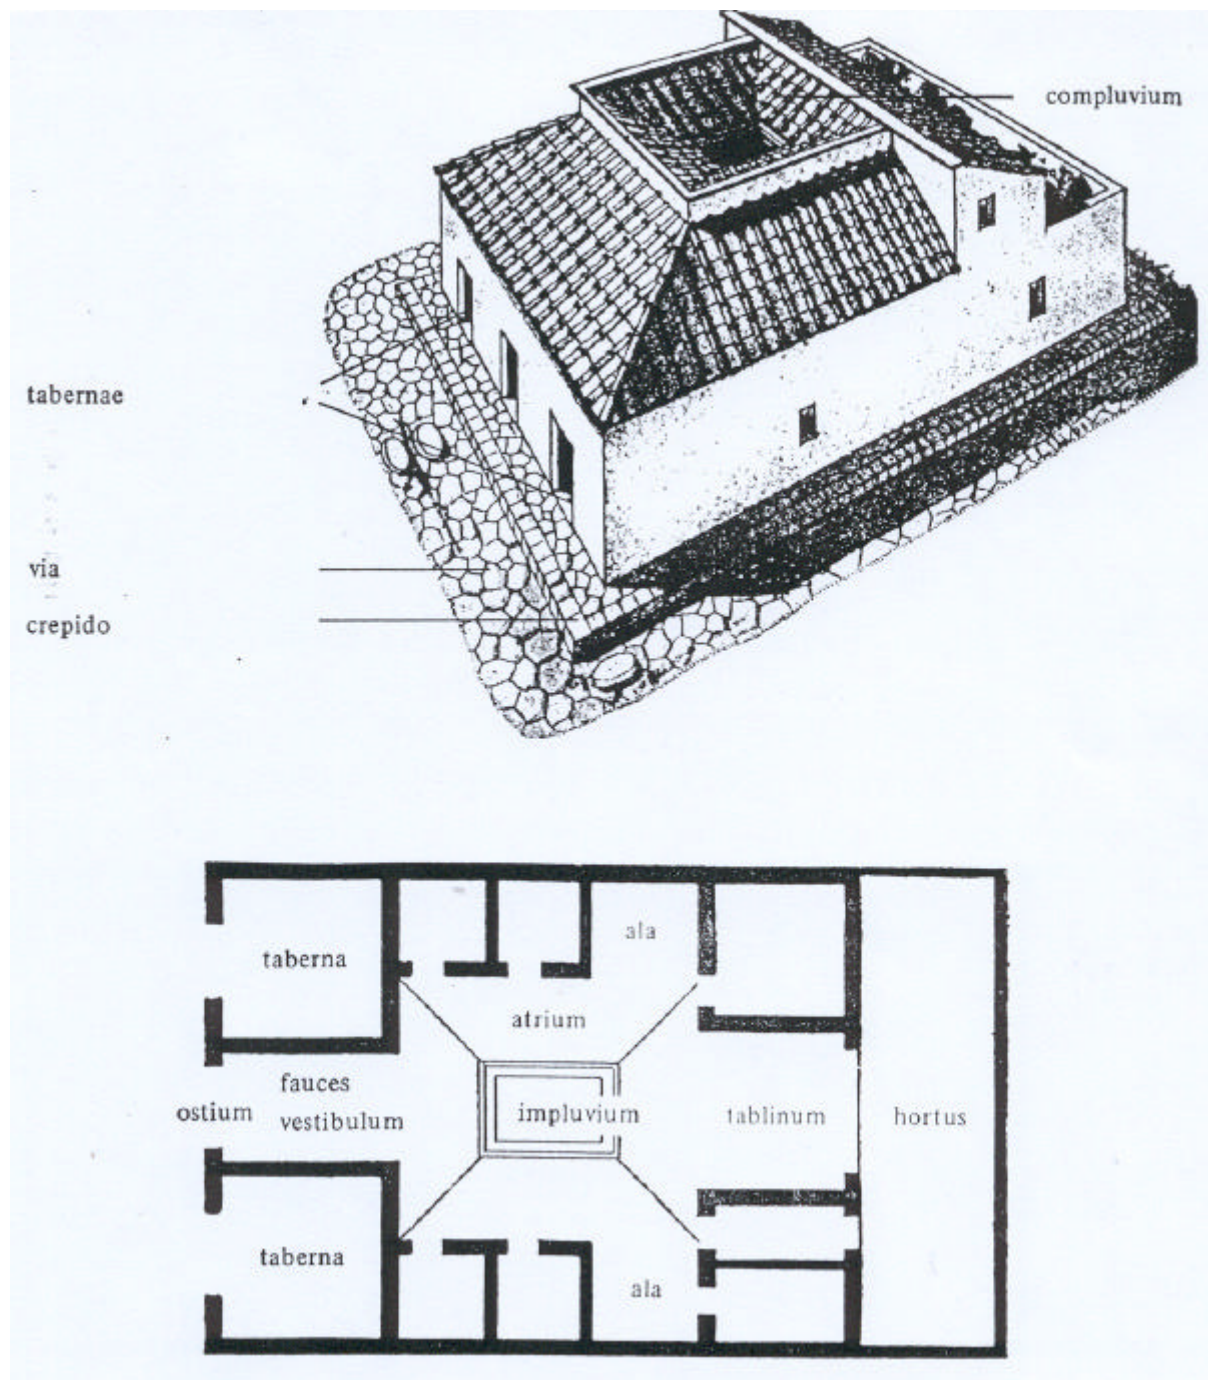 compluvium
tabernae
via
crepido
ala
taberna
atrium
fauces
ostium vestibulum impluvium tablinum hortus
taberna
ala